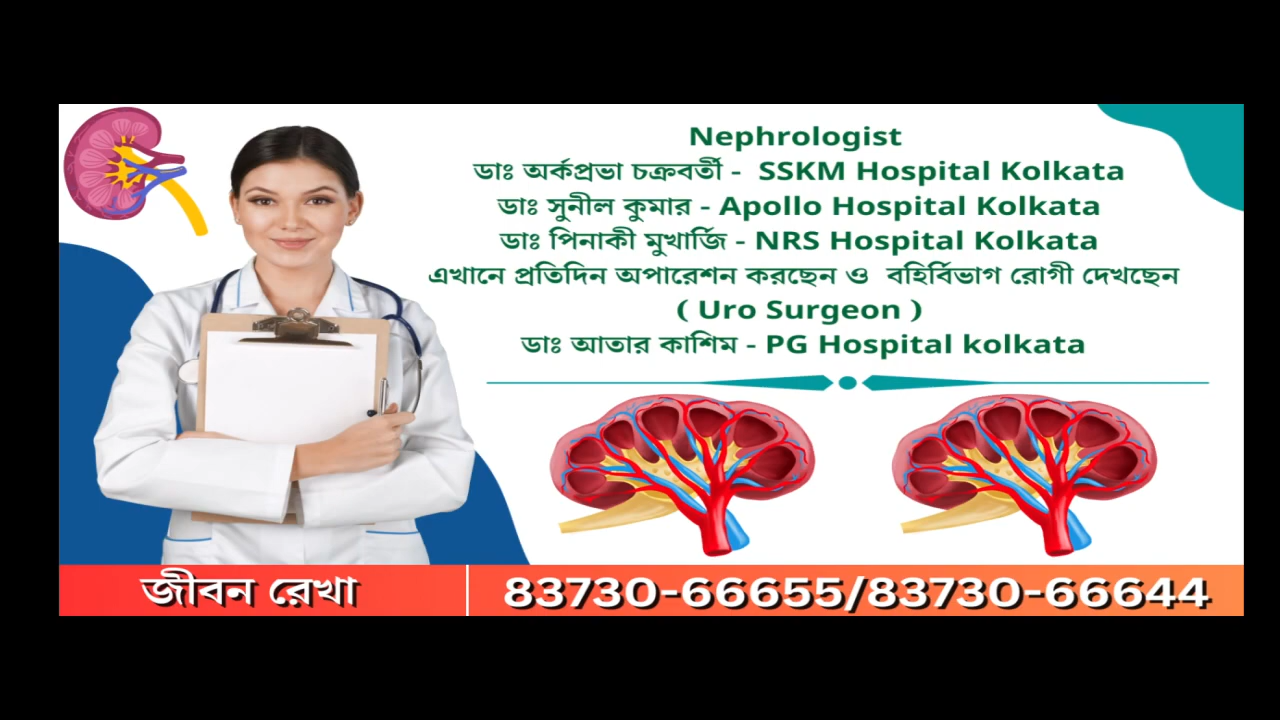 Nephrologist
ডাঃ অর্কপ্রভা চক্রবর্তী - SSKM Hospital Kolkata
ডাঃ সুনীল কুমার - Apollo Hospital Kolkata
ডাঃ পিনাকী মুখার্জি - NRS Hospital Kolkata
এখানে প্রতিদিন অপারেশন করছেন ও বহির্বিভাগ রোগী দেখছেন
( Uro Surgeon )
ডাঃ আতার কাশিম - PG Hospital kolkata
জীবন রেখা
83730-66655/83730-66644